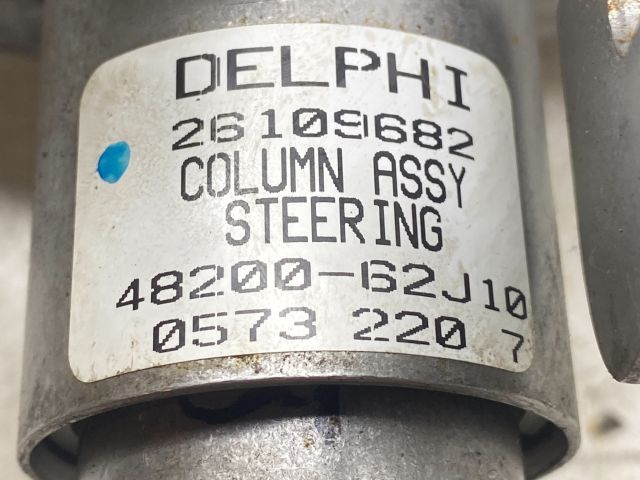 DELPHI
26109682
COLUMN ASSY
STEERING
48200-62J10
0573 220 7